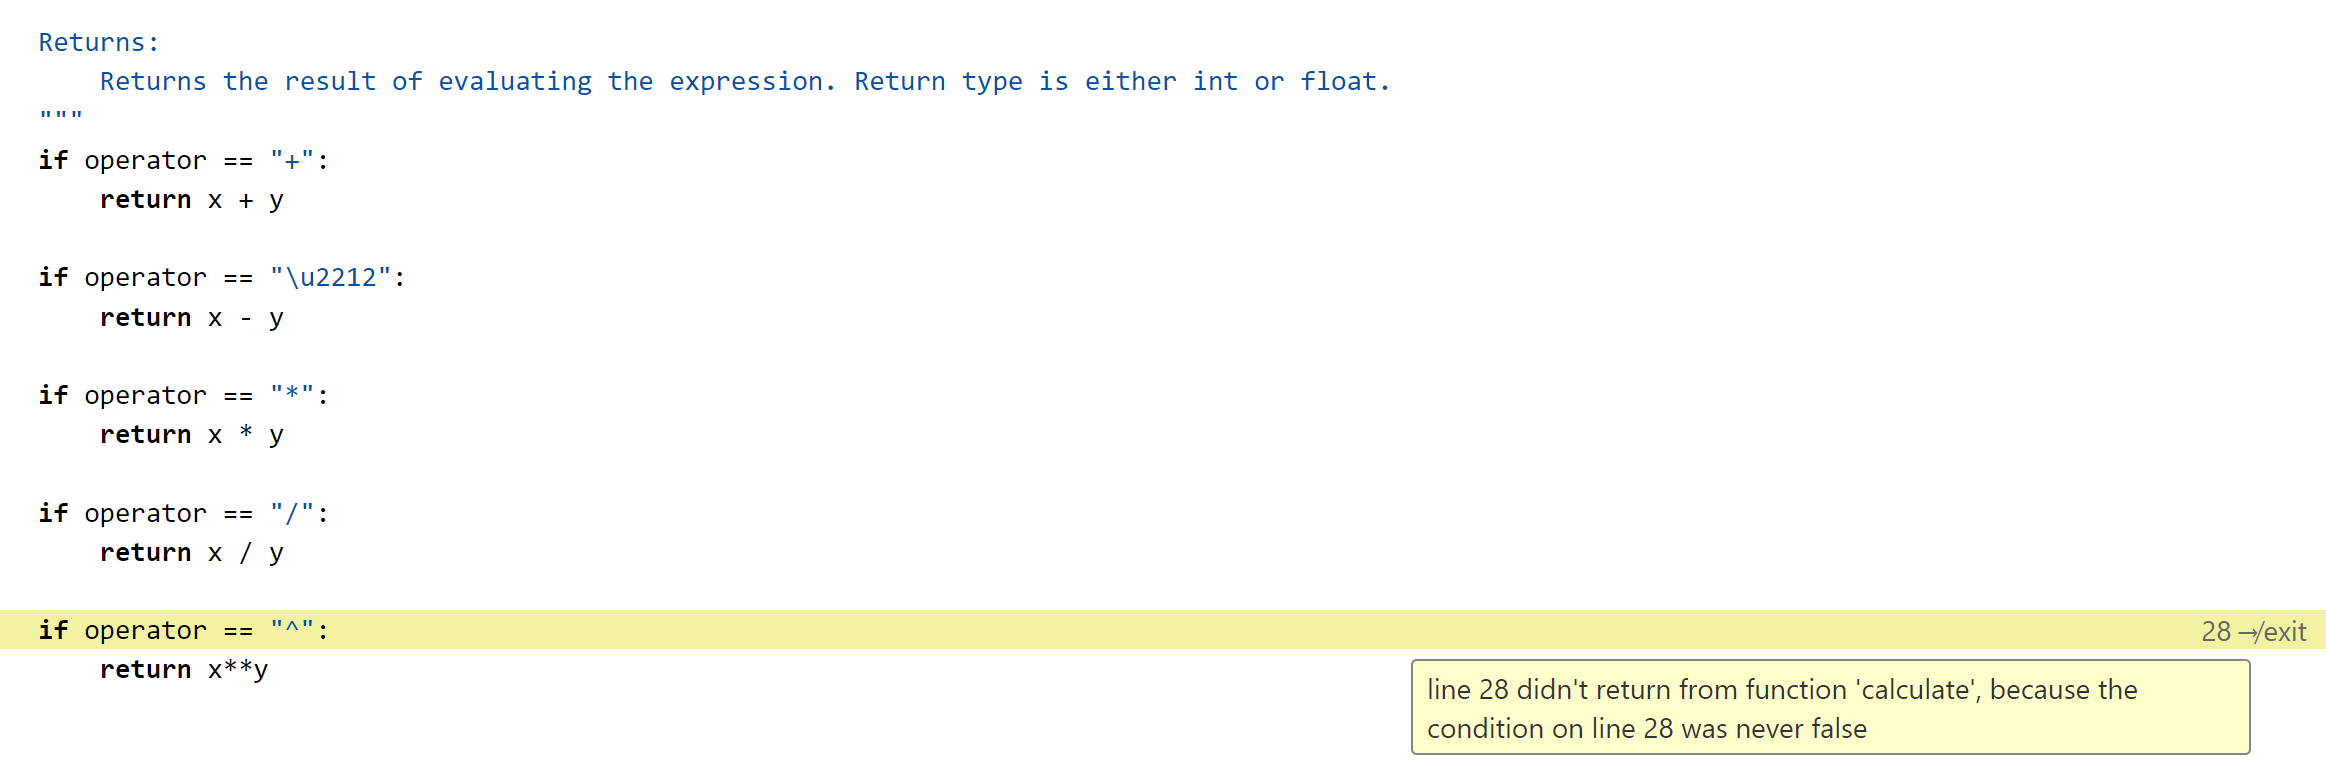 Returns:
    Returns the result of evaluating the expression. Return type is either int or float.
"""
if operator == "+":
    return x + y
if operator == "\u2212":
    return x - y
if operator == "*":
    return x * y
if operator == "/":
    return x / y
if operator == "^": 28 ↛ exit
    return x**y
line 28 didn't return from function 'calculate', because the
condition on line 28 was never false